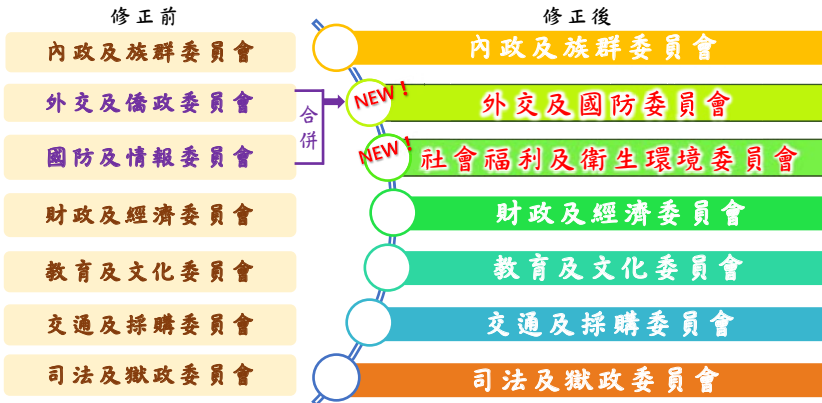 修正前
修正後
內政及族群委員會
內政及族群委員會
外交及僑政委員會
合併
NEW！
外交及國防委員會
國防及情報委員會
NEW！
社會福利及衛生環境委員會
財政及經濟委員會
財政及經濟委員會
教育及文化委員會
教育及文化委員會
交通及採購委員會
交通及採購委員會
司法及獄政委員會
司法及獄政委員會